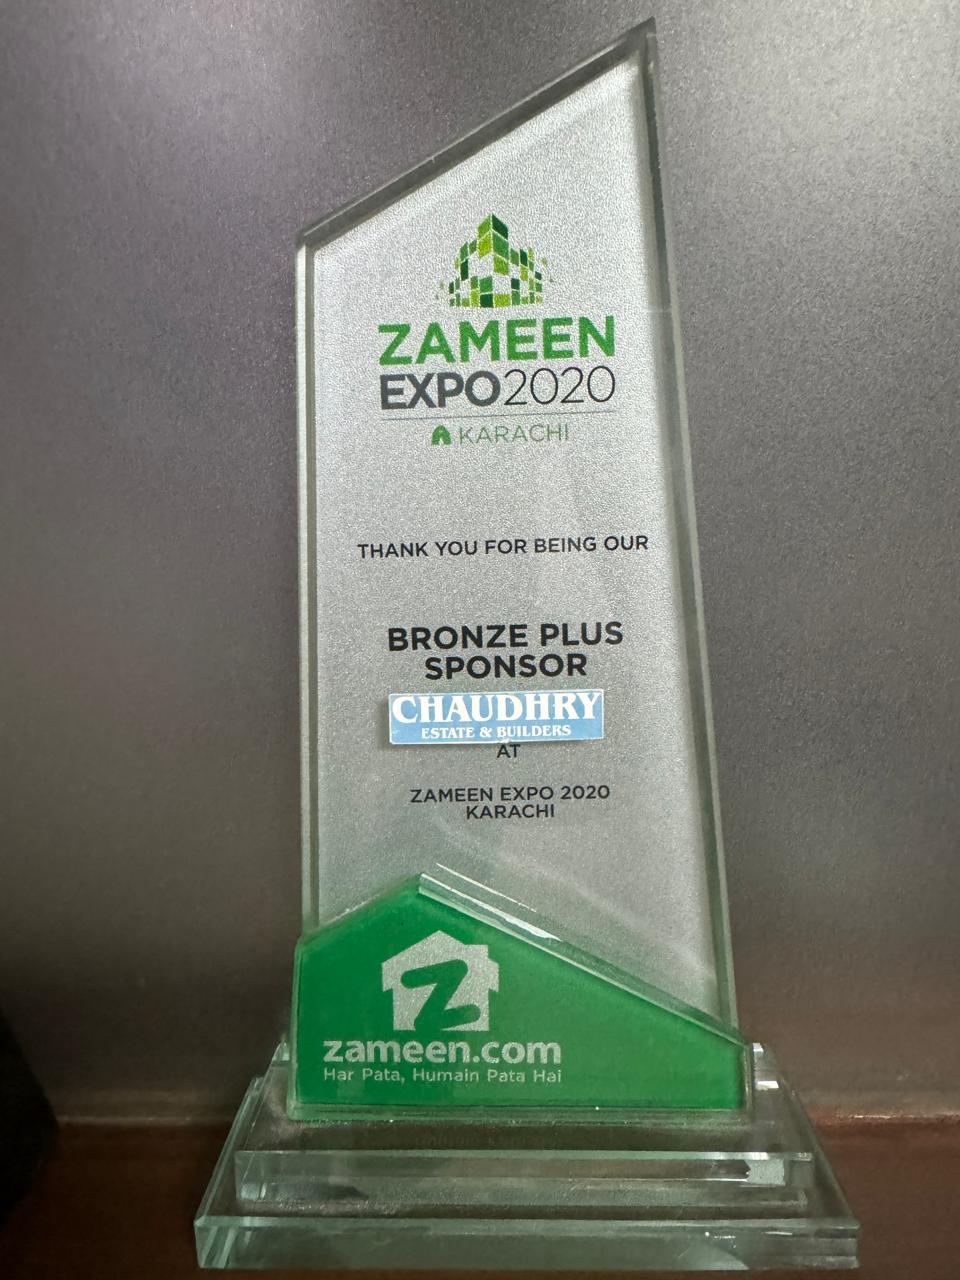 ZAMEEN
EXPO2020
KARACHI
THANK YOU FOR BEING OUR
BRONZE PLUS
SPONSOR
CHAUDHRY
ESTATE & BUILDERS
AT
ZAMEEN EXPO 2020
KARACHI
Z
zameen.com
Har Pata, Humain Pata Hai